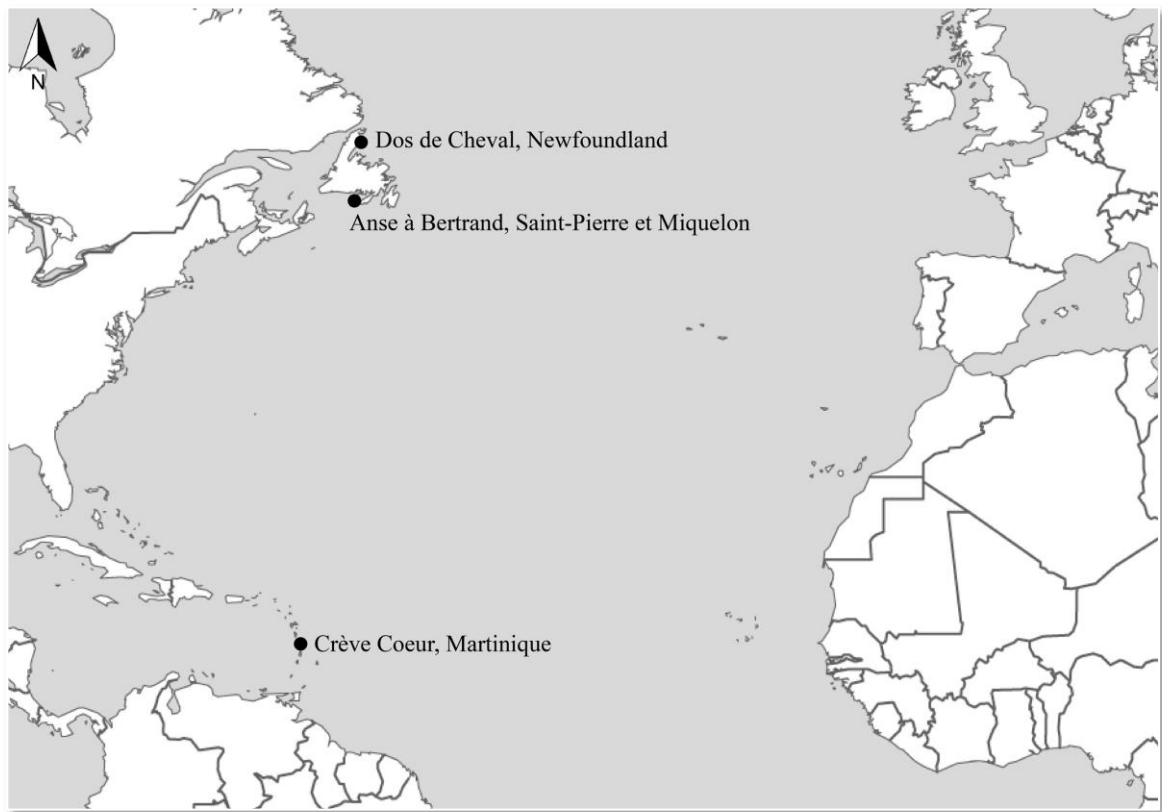 N
Dos de Cheval, Newfoundland
Anse à Bertrand, Saint-Pierre et Miquelon
Crève Coeur, Martinique